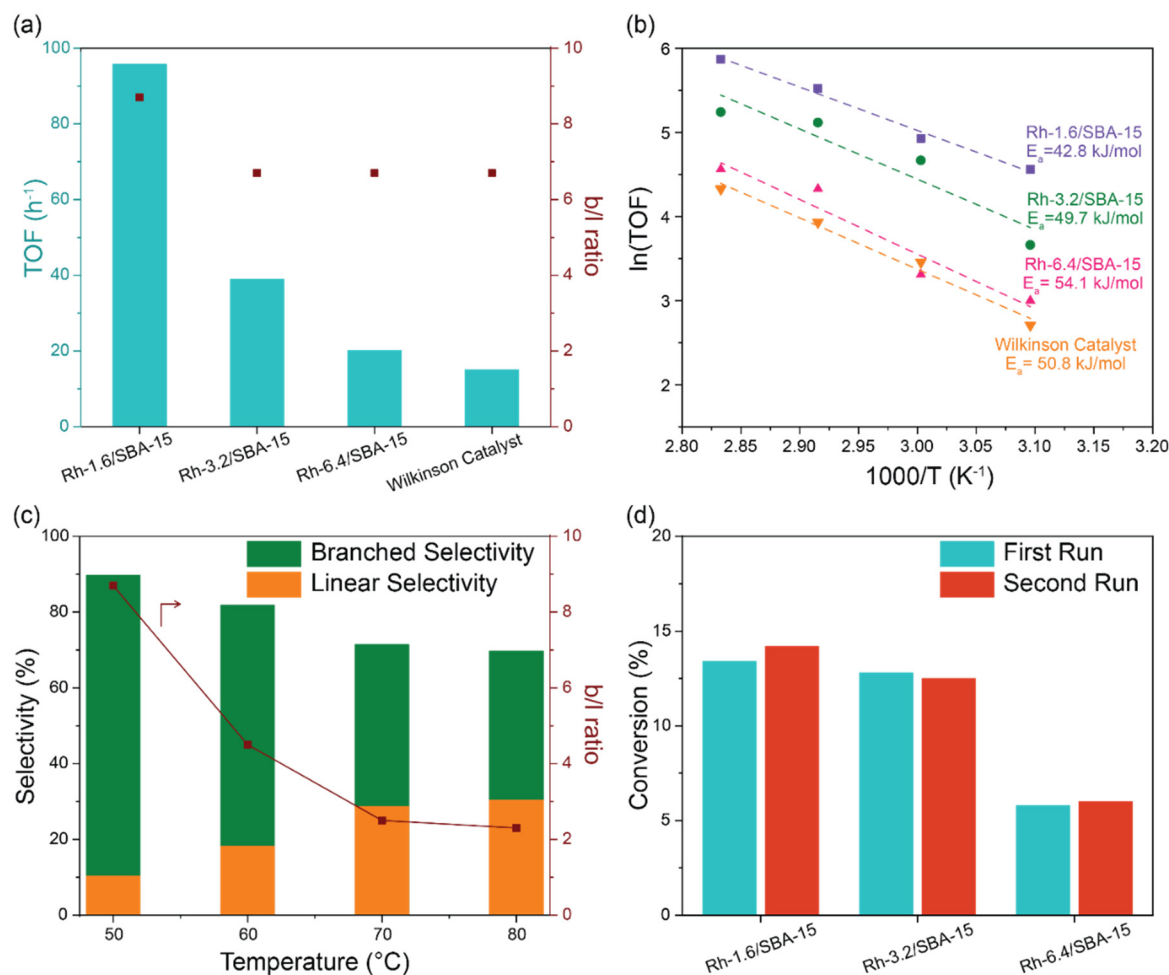 (a)
100
80
60
40
20
0
TOF (h⁻¹)
10
8
6
4
2
0
b/l ratio
Rh-1.6/SBA-15
Rh-3.2/SBA-15
Rh-6.4/SBA-15
Wilkinson Catalyst
(b)
6
5
4
3
2
ln(TOF)
Rh-1.6/SBA-15
Eₐ=42.8 kJ/mol
Rh-3.2/SBA-15
Eₐ=49.7 kJ/mol
Rh-6.4/SBA-15
Eₐ= 54.1 kJ/mol
Wilkinson Catalyst
Eₐ= 50.8 kJ/mol
2.80 2.85 2.90 2.95 3.00 3.05 3.10 3.15 3.20
1000/T (K⁻¹)
(c)
100
80
60
40
20
0
Selectivity (%)
Branched Selectivity
Linear Selectivity
10
8
6
4
2
0
b/l ratio
50 60 70 80
Temperature (°C)
(d)
20
15
10
5
0
Conversion (%)
First Run
Second Run
Rh-1.6/SBA-15
Rh-3.2/SBA-15
Rh-6.4/SBA-15